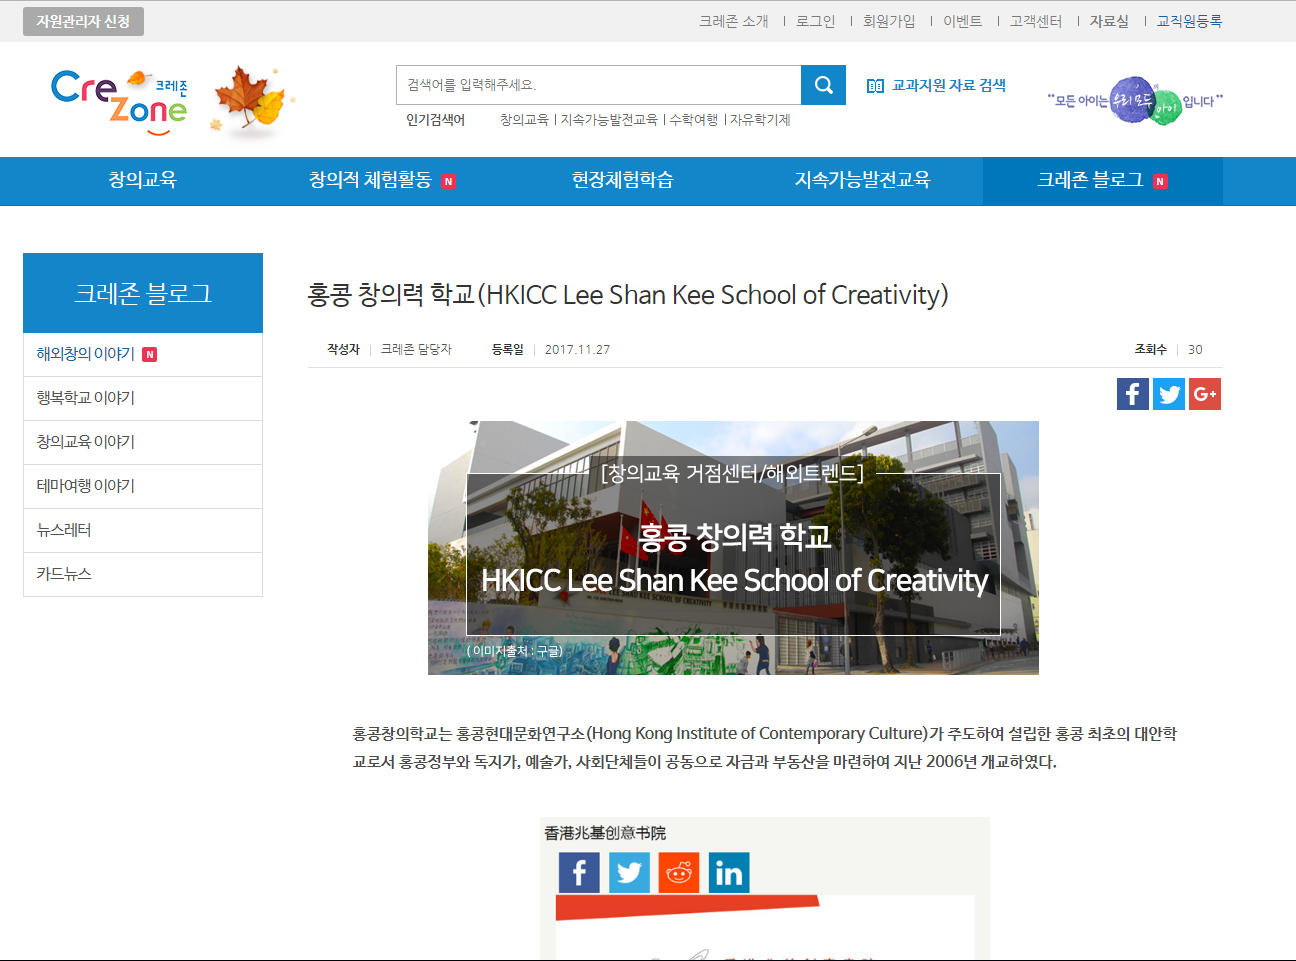 자원관리자 신청
크레존 소개 | 로그인 | 회원가입 | 이벤트 | 고객센터 | 자료실 | 교직원등록
Cre Zone 크레존
검색어를 입력해주세요.
교과지원 자료 검색
"모든 아이는 우리 모두 아이 입니다"
인기검색어 창의교육 | 지속가능발전교육 | 수학여행 | 자유학기제
창의교육 창의적 체험활동 N 현장체험학습 지속가능발전교육 크레존 블로그 N
크레존 블로그
해외창의 이야기 N
행복학교 이야기
창의교육 이야기
테마여행 이야기
뉴스레터
카드뉴스
홍콩 창의력 학교(HKICC Lee Shan Kee School of Creativity)
작성자 | 크레존 담당자 등록일 | 2017.11.27 조회수 | 30
f G+
[창의교육 거점센터/해외트렌드]
홍콩 창의력 학교
HKICC Lee Shan Kee School of Creativity
( 이미지출처 : 구글)
홍콩창의학교는 홍콩현대문화연구소(Hong Kong Institute of Contemporary Culture)가 주도하여 설립한 홍콩 최초의 대안학
교로서 홍콩정부와 독지가, 예술가, 사회단체들이 공동으로 자금과 부동산을 마련하여 지난 2006년 개교하였다.
香港兆基创意书院
f in